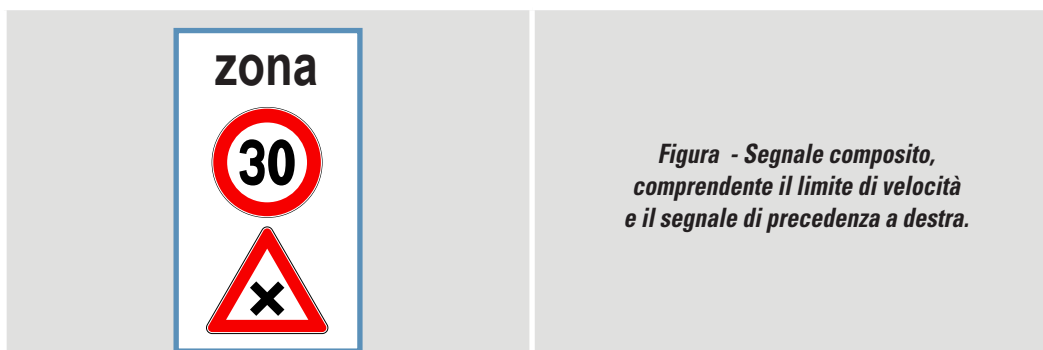 zona
30
Figura - Segnale composito,
comprendente il limite di velocità
e il segnale di precedenza a destra.